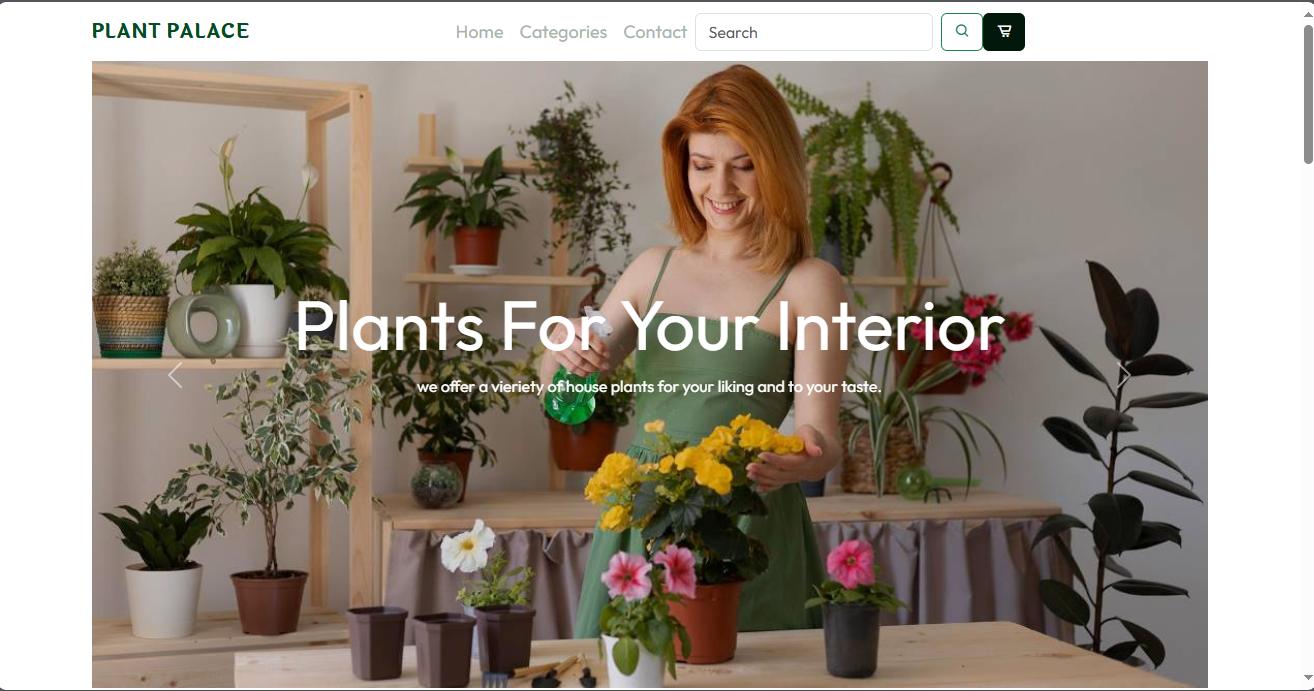 PLANT PALACE
Home Categories Contact Search
Plants For Your Interior
we offer a vieriety of house plants for your liking and to your taste.